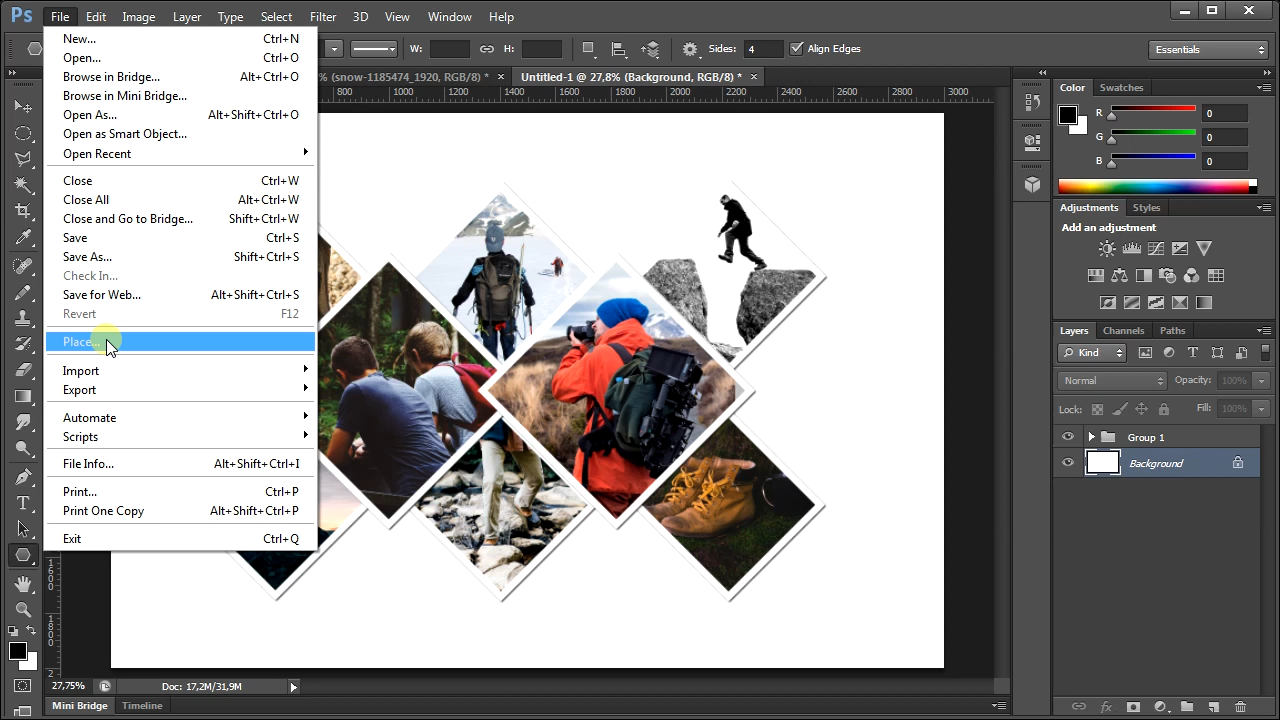 Ps File Edit Image Layer Type Select Filter 3D View Window Help
W: H: Sides: 4 Align Edges Essentials
% (snow-1185474_1920, RGB/8) * × Untitled-1 @ 27,8% (Background, RGB/8) * ×
800 1000 1200 1400 1600 1800 2000 2200 2400 2600 2800 3000
New... Ctrl+N
Open... Ctrl+O
Browse in Bridge... Alt+Ctrl+O
Browse in Mini Bridge...
Open As... Alt+Shift+Ctrl+O
Open as Smart Object...
Open Recent
Close Ctrl+W
Close All Alt+Ctrl+W
Close and Go to Bridge... Shift+Ctrl+W
Save Ctrl+S
Save As... Shift+Ctrl+S
Check In...
Save for Web... Alt+Shift+Ctrl+S
Revert F12
Place...
Import
Export
Automate
Scripts
File Info... Alt+Shift+Ctrl+I
Print... Ctrl+P
Print One Copy Alt+Shift+Ctrl+P
Exit Ctrl+Q
1600
1800
2
Color Swatches
R 0
G 0
B 0
Adjustments Styles
Add an adjustment
Layers Channels Paths
Kind
Normal Opacity: 100%
Lock: Fill: 100%
Group 1
Background
27,75% Doc: 17,2M/31,9M
Mini Bridge Timeline